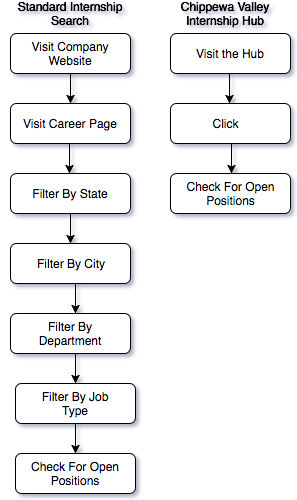 Standard Internship
Search
Visit Company
Website
Visit Career Page
Filter By State
Filter By City
Filter By
Department
Filter By Job
Type
Check For Open
Positions
Chippewa Valley
Internship Hub
Visit the Hub
Click
Check For Open
Positions